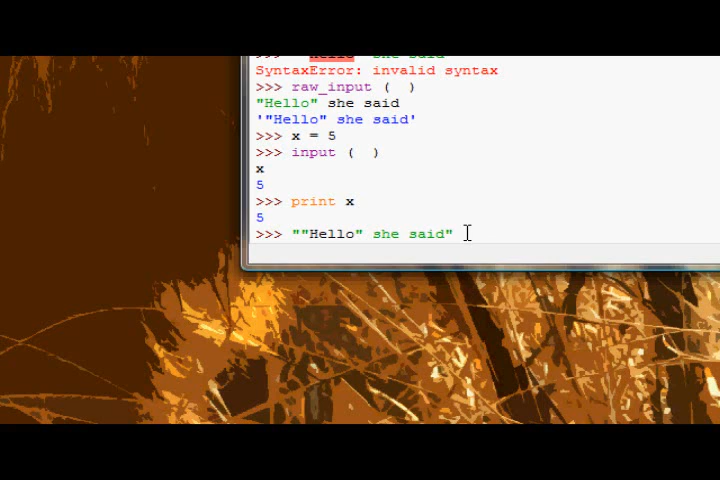 SyntaxError: invalid syntax
>>> raw_input (  )
"Hello" she said
'"Hello" she said'
>>> x = 5
>>> input (  )
x
5
>>> print x
5
>>> ""Hello" she said"